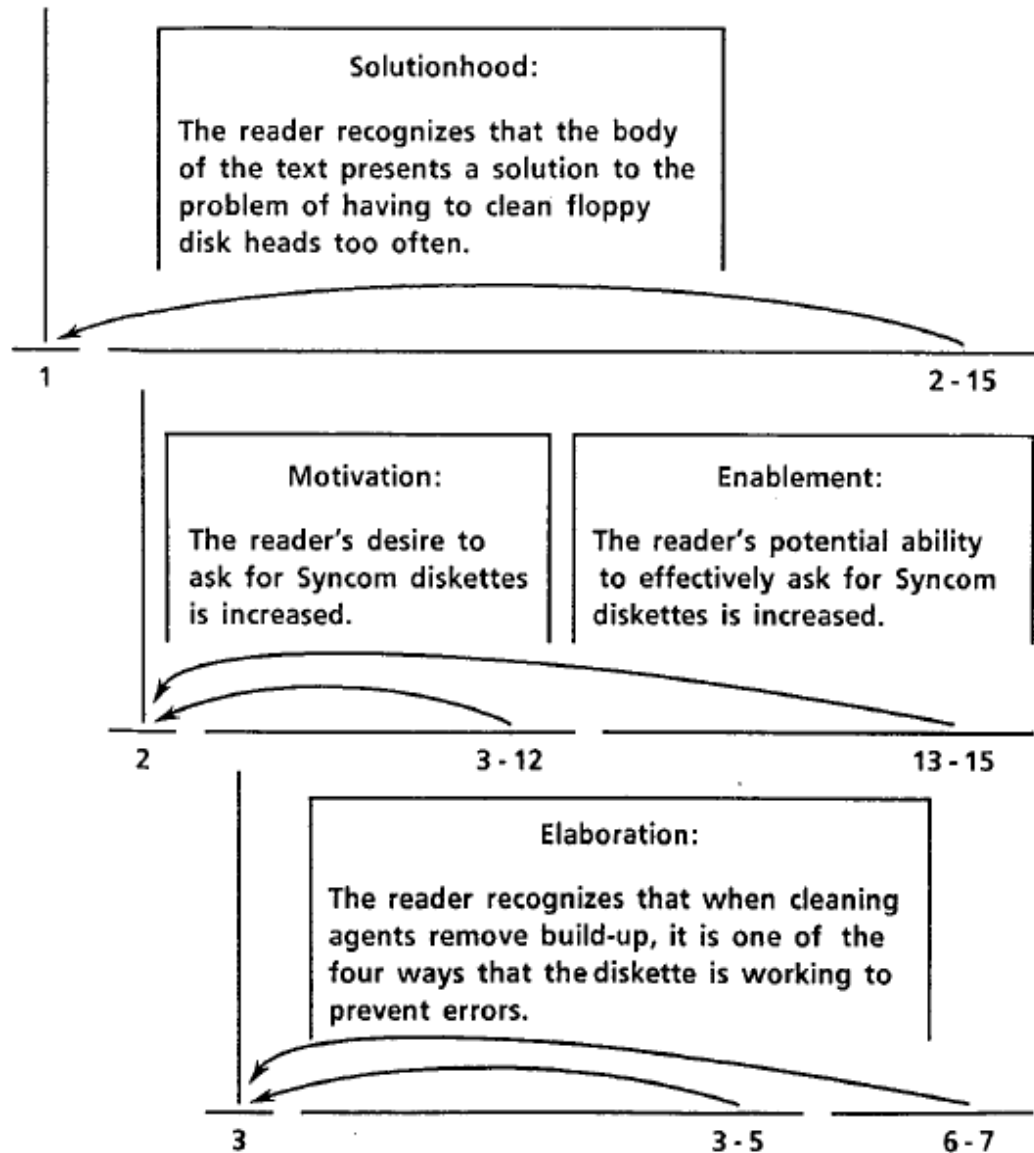 Solutionhood:
The reader recognizes that the body
of the text presents a solution to the
problem of having to clean floppy
disk heads too often.
1
2 - 15
Motivation:
The reader's desire to
ask for Syncom diskettes
is increased.
Enablement:
The reader's potential ability
to effectively ask for Syncom
diskettes is increased.
2
3 - 12
13 - 15
Elaboration:
The reader recognizes that when cleaning
agents remove build-up, it is one of the
four ways that the diskette is working to
prevent errors.
3
3 - 5
6 - 7